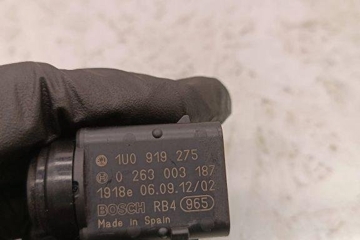 1U0 919 275
0 263 003 187
1918e 06.09.12/02
BOSCH RB4 965
Made in Spain